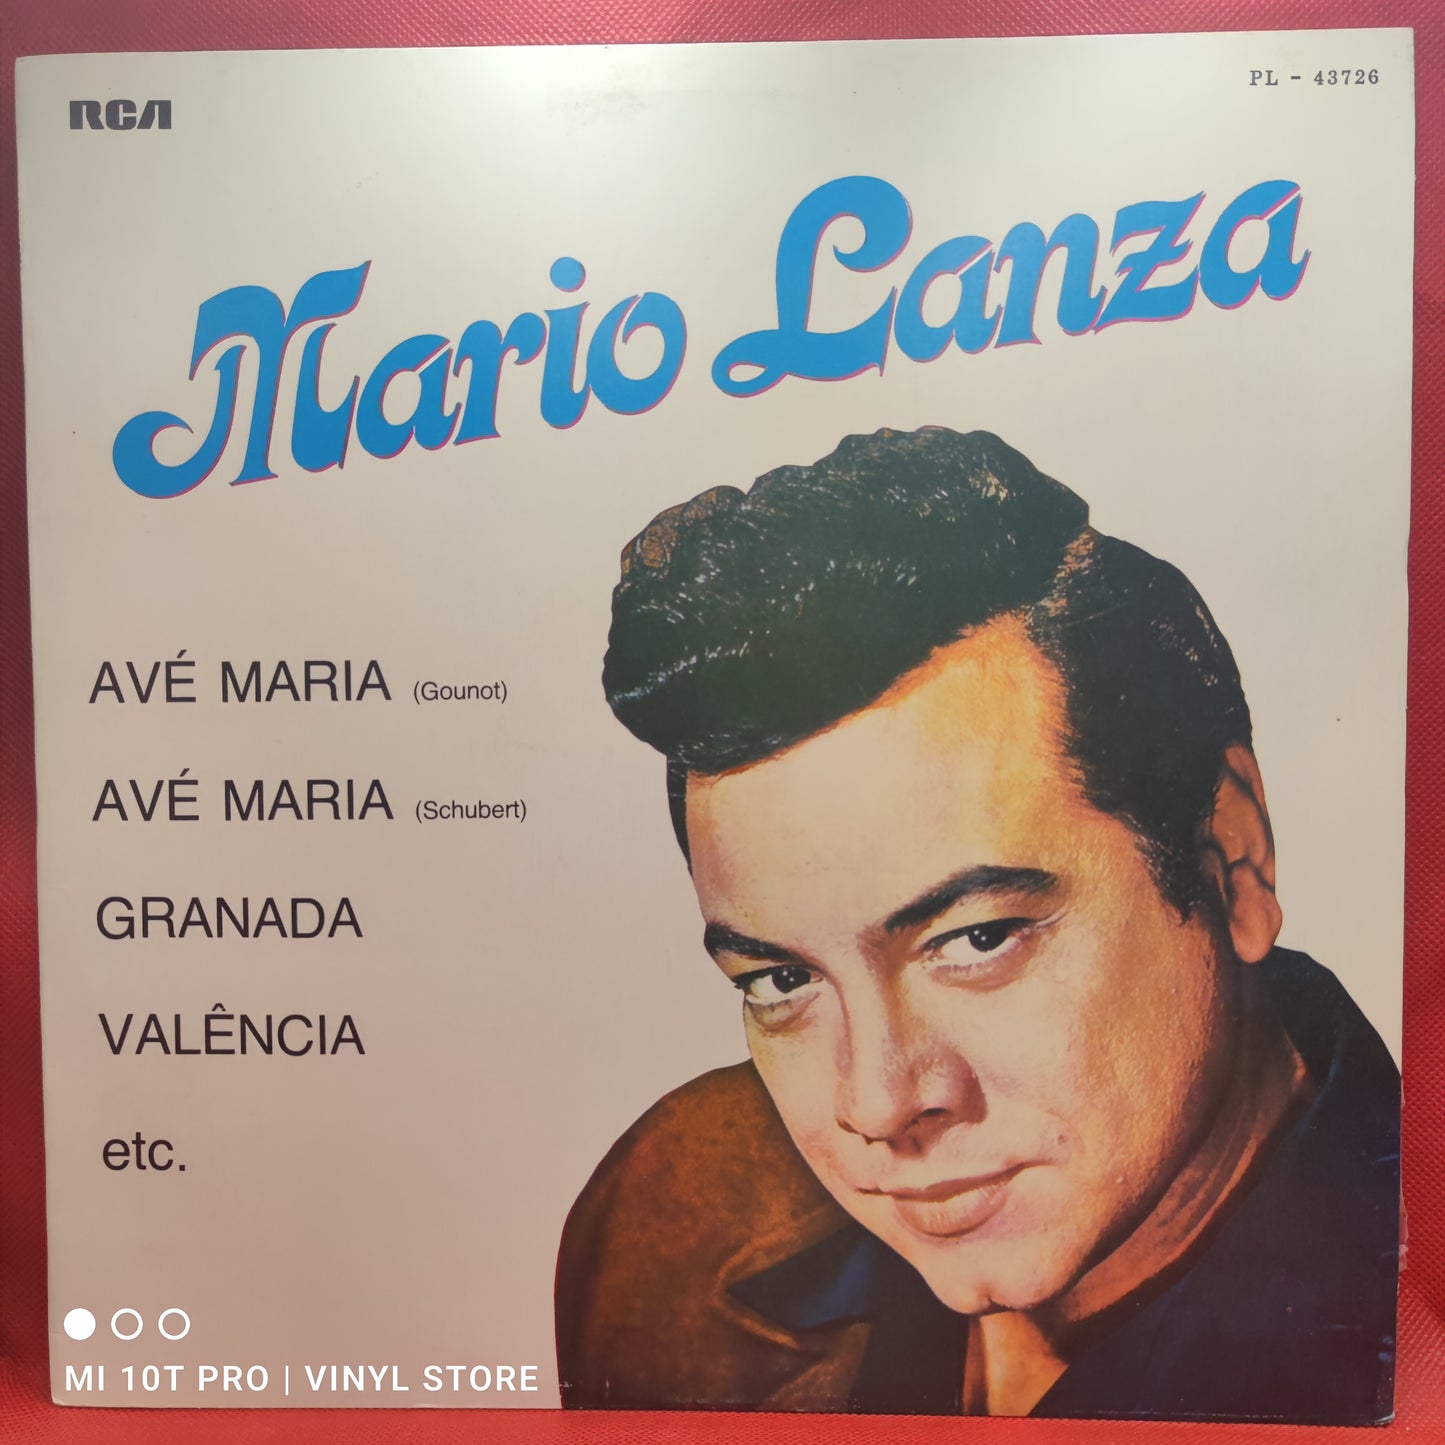 RCA
PL - 43726
Mario Lanza
AVÉ MARIA (Gounot)
AVÉ MARIA (Schubert)
GRANADA
VALÊNCIA
etc.
MI 10T PRO | VINYL STORE